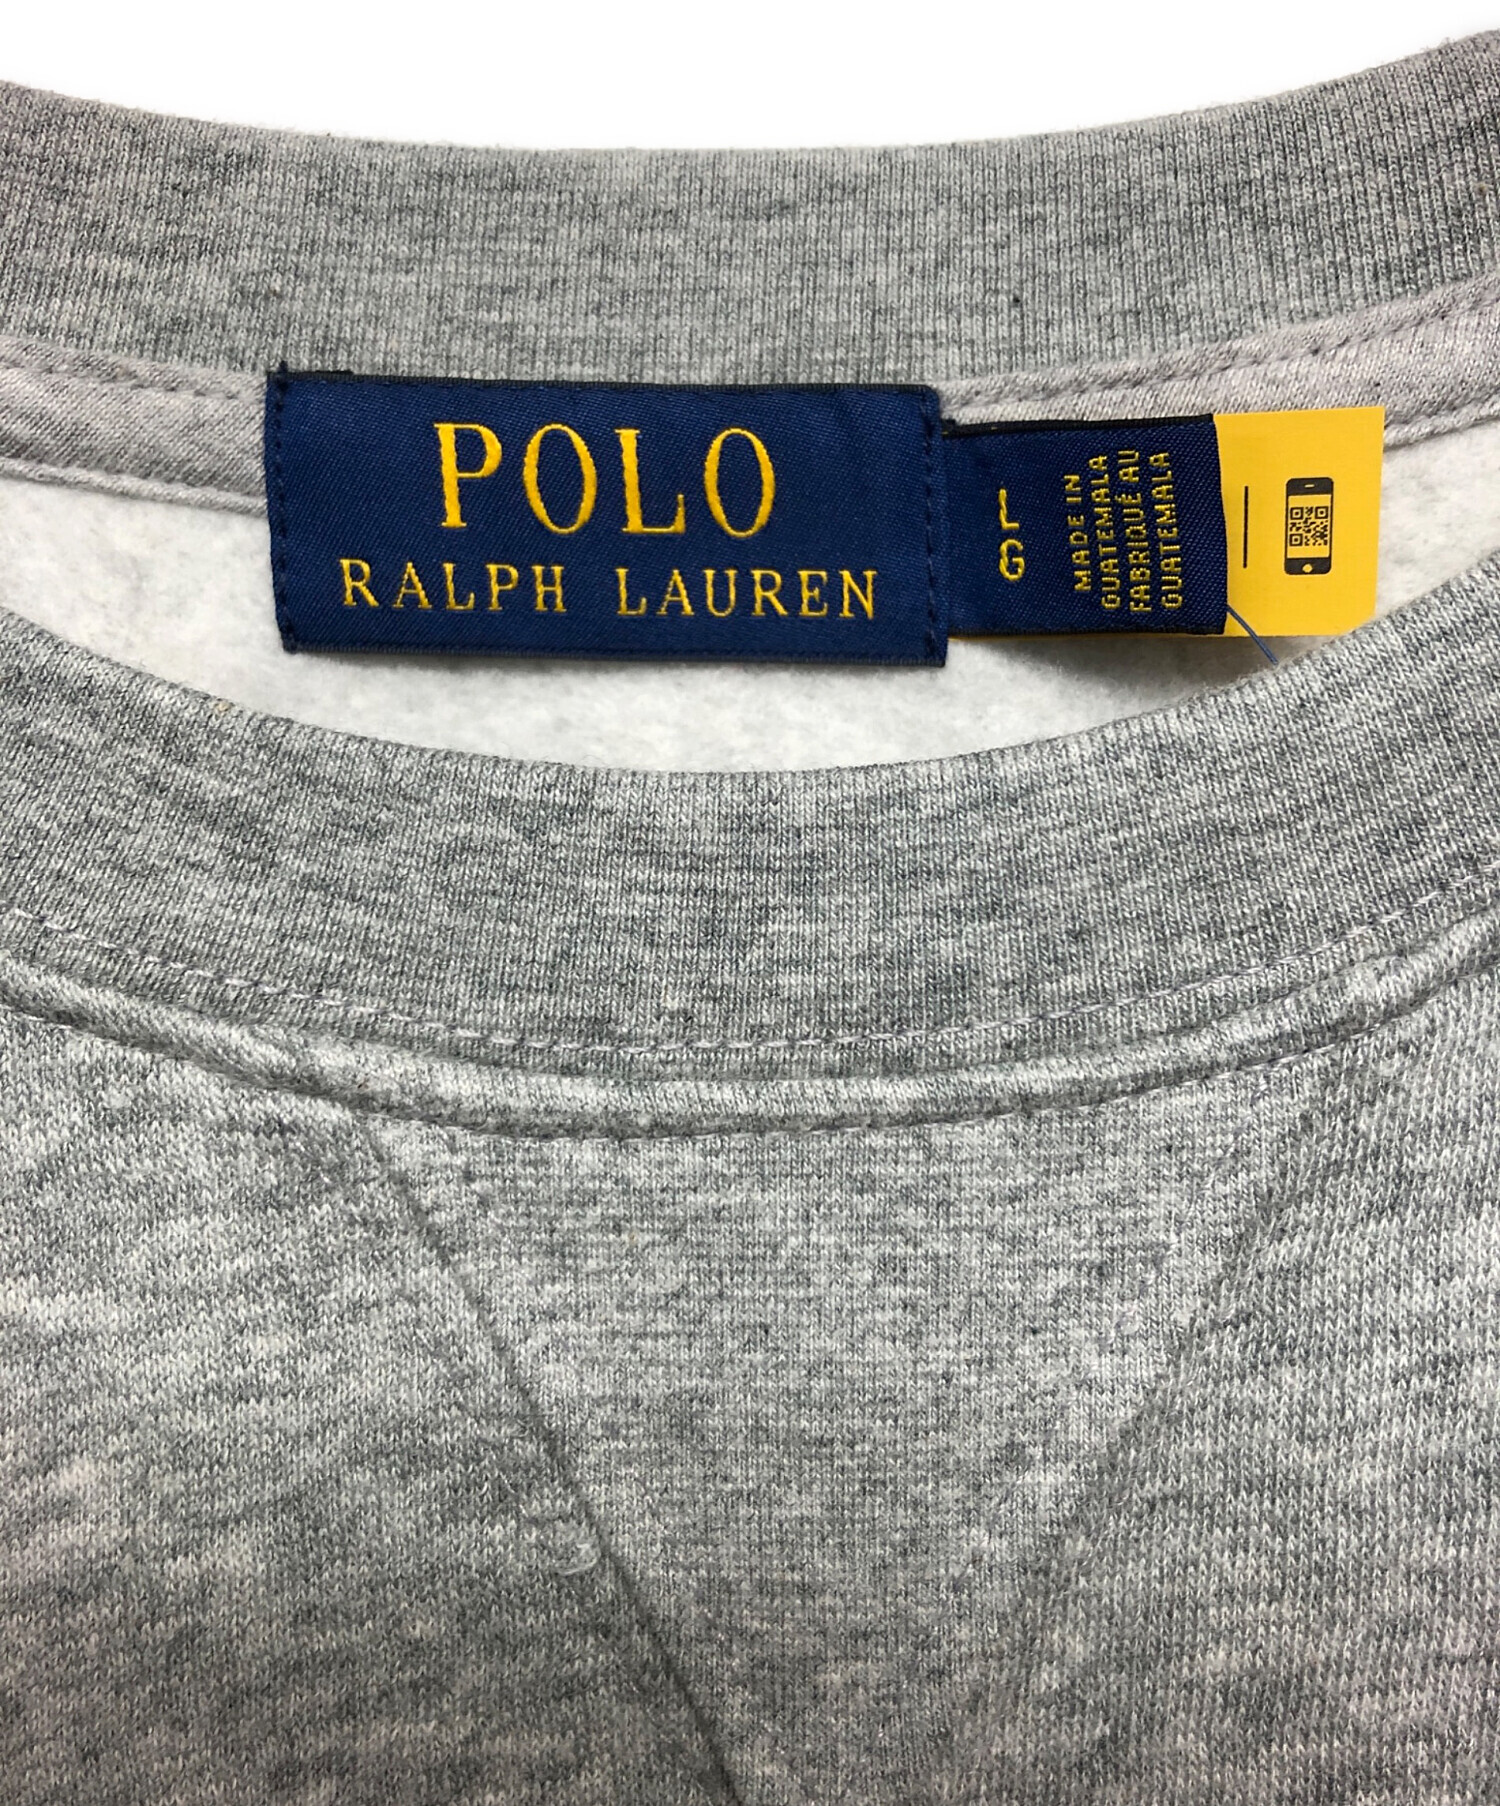 POLO
RALPH LAUREN
L
G
MADE IN
GUATEMALA
FABRIQUÉ AU
GUATEMALA